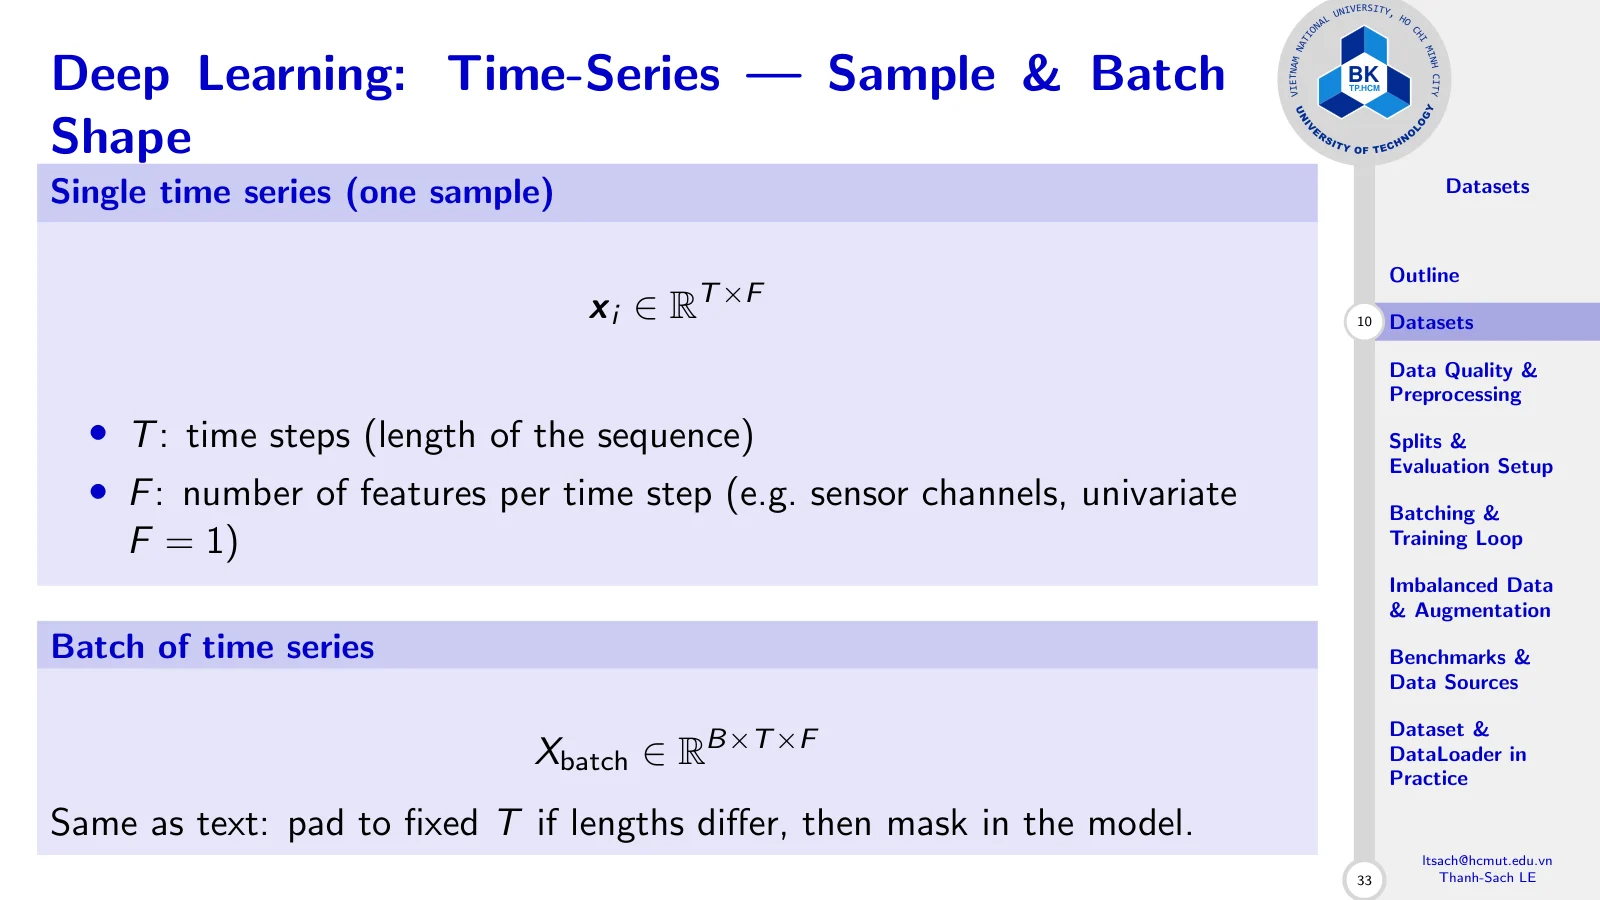 Deep Learning: Time-Series — Sample & Batch
Shape
Single time series (one sample)
𝐱ᵢ ∈ ℝ^{T×F}
• T: time steps (length of the sequence)
• F: number of features per time step (e.g. sensor channels, univariate
F = 1)
Batch of time series
X_batch ∈ ℝ^{B×T×F}
Same as text: pad to fixed T if lengths differ, then mask in the model.
VIETNAM NATIONAL UNIVERSITY, HO CHI MINH CITY
BK
TP.HCM
UNIVERSITY OF TECHNOLOGY
Datasets
Outline
10
Datasets
Data Quality &
Preprocessing
Splits &
Evaluation Setup
Batching &
Training Loop
Imbalanced Data
& Augmentation
Benchmarks &
Data Sources
Dataset &
DataLoader in
Practice
ltsach@hcmut.edu.vn
Thanh-Sach LE
33